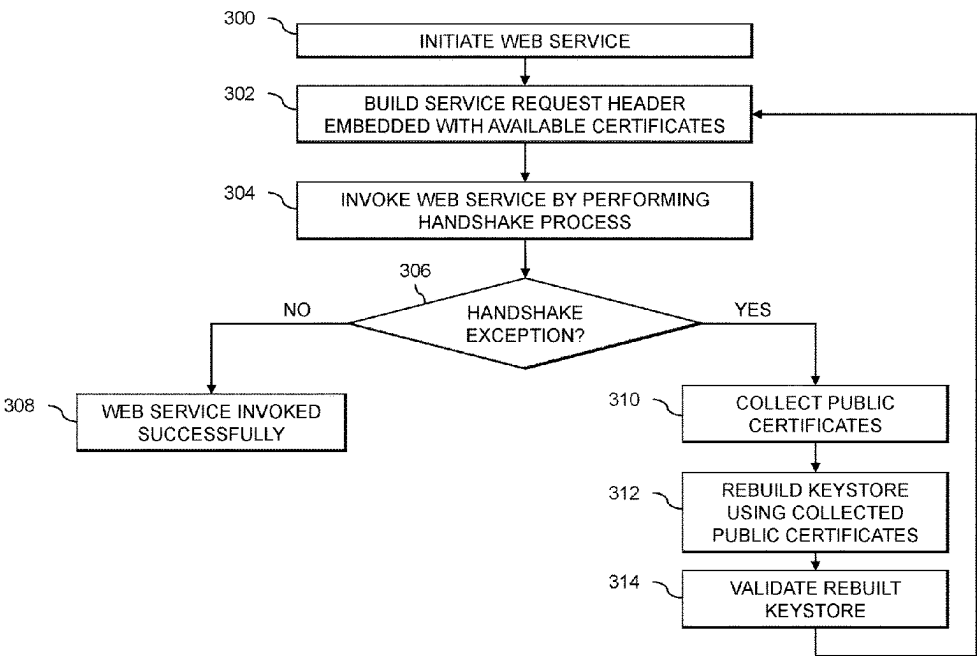 300
INITIATE WEB SERVICE
302
BUILD SERVICE REQUEST HEADER
EMBEDDED WITH AVAILABLE CERTIFICATES
304
INVOKE WEB SERVICE BY PERFORMING
HANDSHAKE PROCESS
306
NO
HANDSHAKE
EXCEPTION?
YES
308
WEB SERVICE INVOKED
SUCCESSFULLY
310
COLLECT PUBLIC
CERTIFICATES
312
REBUILD KEYSTORE
USING COLLECTED
PUBLIC CERTIFICATES
314
VALIDATE REBUILT
KEYSTORE